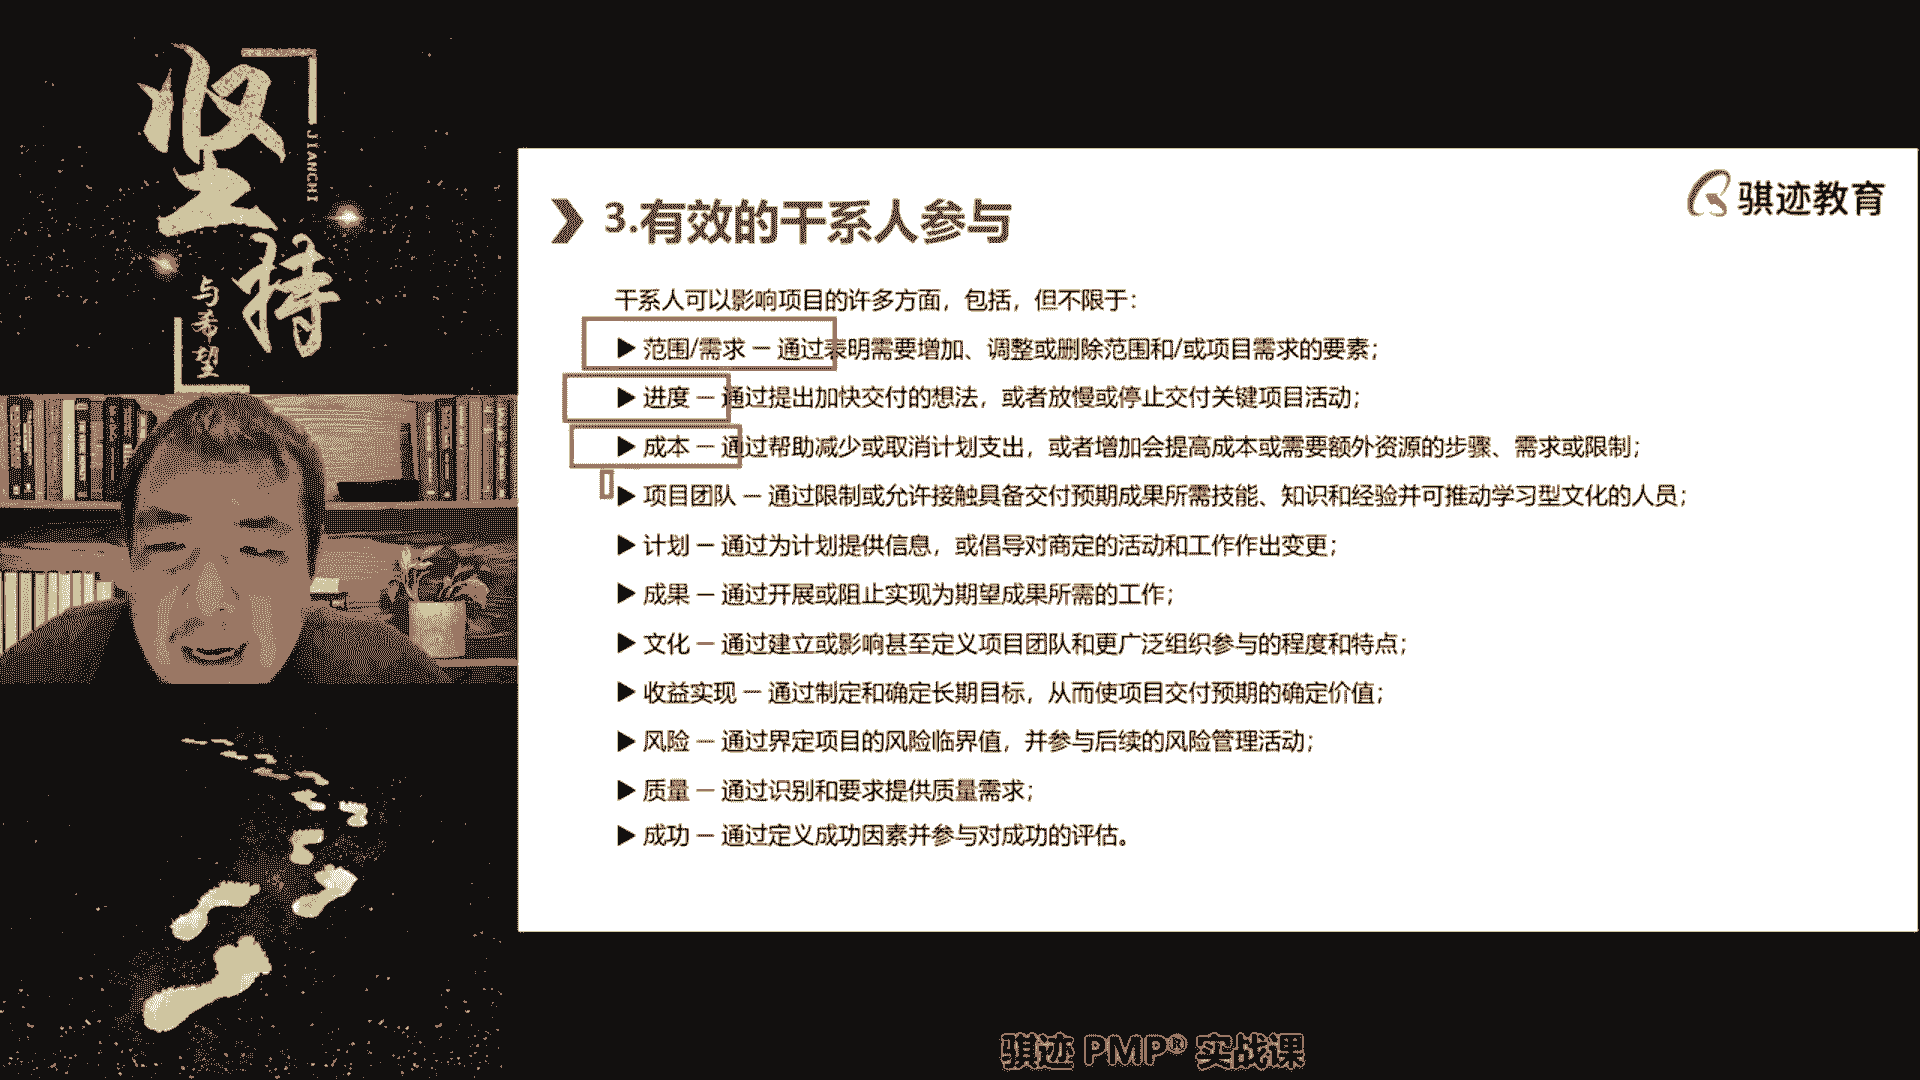 坚持
JIANCHI
与希望
骐迹教育
3.有效的干系人参与
干系人可以影响项目的许多方面，包括，但不限于：
▶ 范围/需求 — 通过表明需要增加、调整或删除范围和/或项目需求的要素；
▶ 进度 — 通过提出加快交付的想法，或者放慢或停止交付关键项目活动；
▶ 成本 — 通过帮助减少或取消计划支出，或者增加会提高成本或需要额外资源的步骤、需求或限制；
▶ 项目团队 — 通过限制或允许接触具备交付预期成果所需技能、知识和经验并可推动学习型文化的人员；
▶ 计划 — 通过为计划提供信息，或倡导对商定的活动和工作作出变更；
▶ 成果 — 通过开展或阻止实现为期望成果所需的工作；
▶ 文化 — 通过建立或影响甚至定义项目团队和更广泛组织参与的程度和特点；
▶ 收益实现 — 通过制定和确定长期目标，从而使项目交付预期的确定价值；
▶ 风险 — 通过界定项目的风险临界值，并参与后续的风险管理活动；
▶ 质量 — 通过识别和要求提供质量需求；
▶ 成功 — 通过定义成功因素并参与对成功的评估。
骐迹 PMP® 实战课